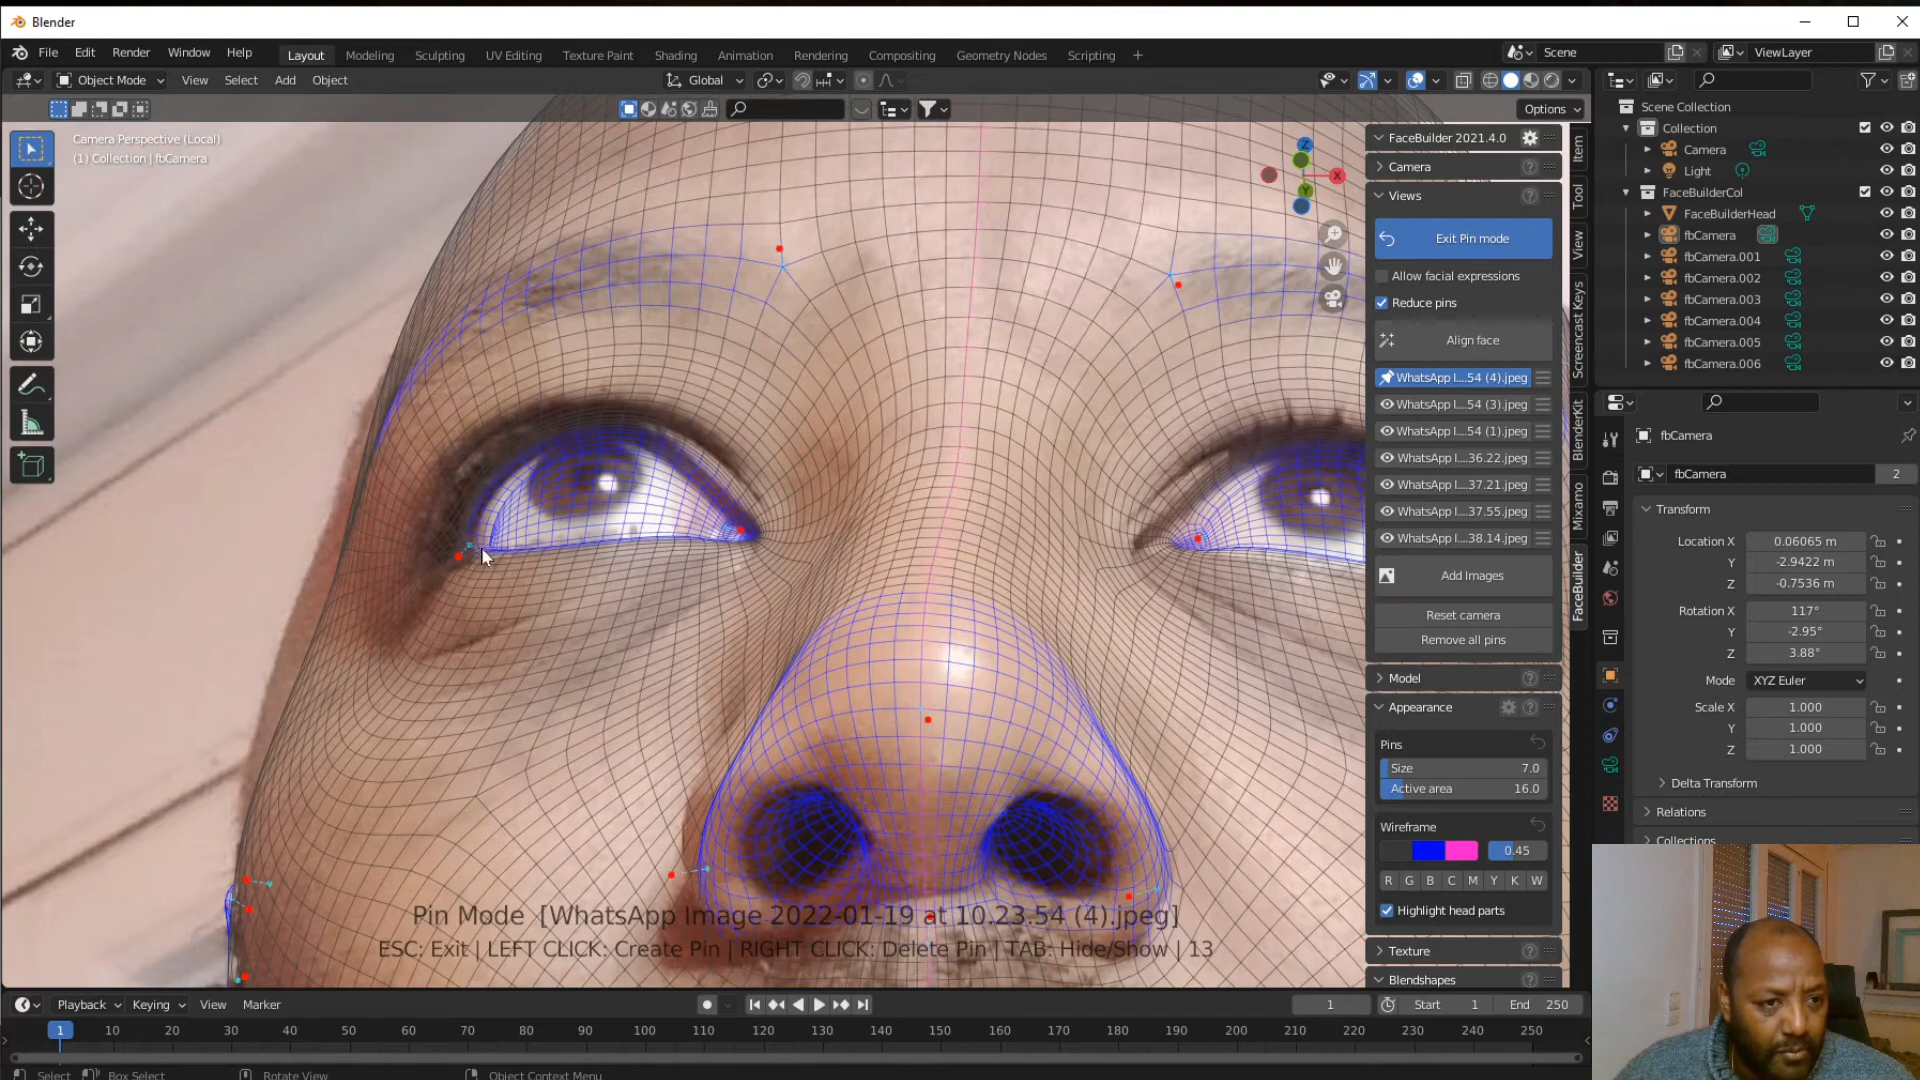 Blender
File Edit Render Window Help Layout Modeling Sculpting UV Editing Texture Paint Shading Animation Rendering Compositing Geometry Nodes Scripting + Scene ViewLayer
Object Mode View Select Add Object Global
Options
Camera Perspective (Local)
(1) Collection | fbCamera
FaceBuilder 2021.4.0
Camera
Views
Exit Pin mode
Allow facial expressions
Reduce pins
Align face
WhatsApp I....54 (4).jpeg
WhatsApp I....54 (3).jpeg
WhatsApp I....54 (1).jpeg
WhatsApp I....36.22.jpeg
WhatsApp I....37.21.jpeg
WhatsApp I....37.55.jpeg
WhatsApp I....38.14.jpeg
Add Images
Reset camera
Remove all pins
Model
Appearance
Pins
Size 7.0
Active area 16.0
Wireframe
0.45
R G B C M Y K W
Highlight head parts
Texture
Blendshapes
Z
X
Y
Item
Tool
View
Screencast Keys
BlenderKit
Mixamo
FaceBuilder
Scene Collection
Collection
Camera
Light
FaceBuilderCol
FaceBuilderHead
fbCamera
fbCamera.001
fbCamera.002
fbCamera.003
fbCamera.004
fbCamera.005
fbCamera.006
fbCamera
fbCamera 2
Transform
Location X 0.06065 m
Y -2.9422 m
Z -0.7536 m
Rotation X 117°
Y -2.95°
Z 3.88°
Mode XYZ Euler
Scale X 1.000
Y 1.000
Z 1.000
Delta Transform
Relations
Collections
Pin Mode [WhatsApp Image 2022-01-19 at 10.23.54 (4).jpeg]
ESC: Exit | LEFT CLICK: Create Pin | RIGHT CLICK: Delete Pin | TAB: Hide/Show | 13
Playback Keying View Marker 1 Start 1 End 250
1 10 20 30 40 50 60 70 80 90 100 110 120 130 140 150 160 170 180 190 200 210 220 230 240 250
Select Box Select Rotate View Object Context Menu